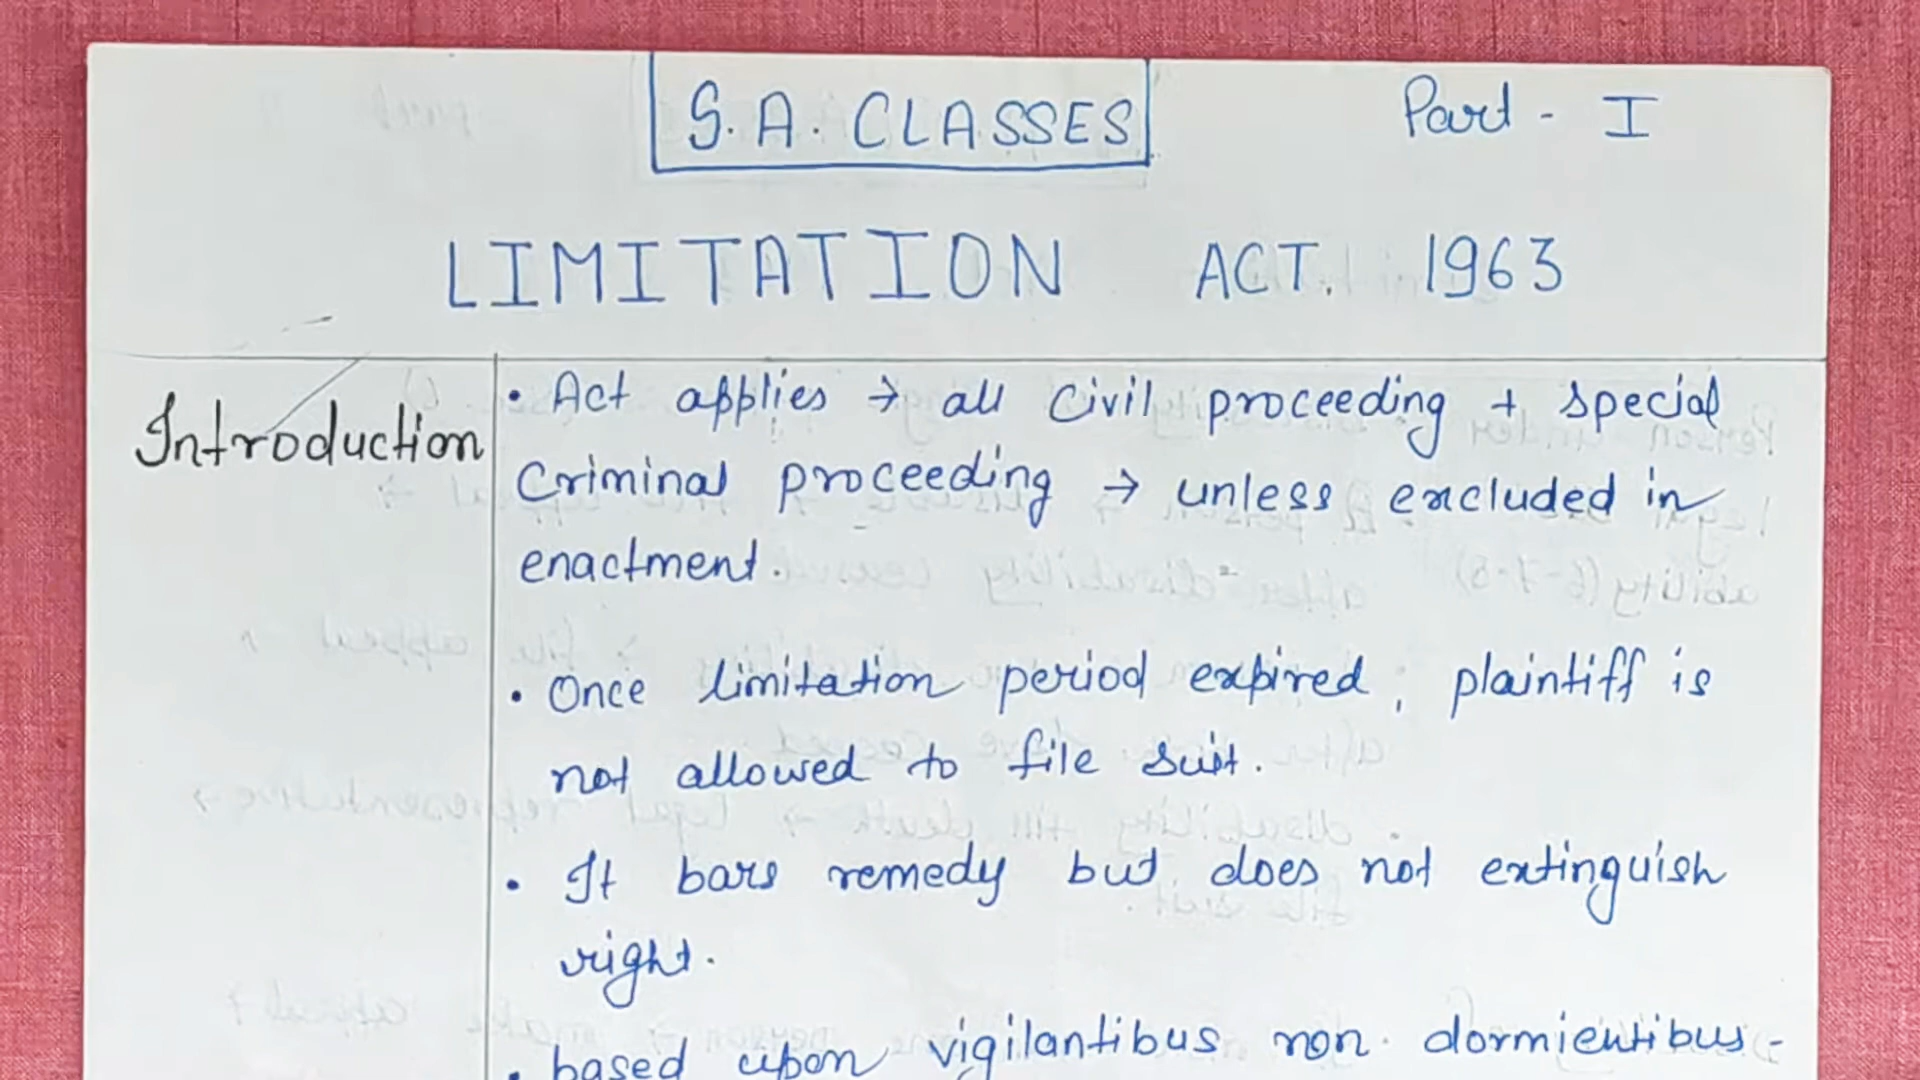 S.A. CLASSES
Part - I
LIMITATION ACT. 1963
Introduction
• Act applies → all Civil proceeding + special
Criminal proceeding → unless excluded in
enactment.
• Once limitation period expired, plaintiff is
not allowed to file suit.
• It bars remedy but does not extinguish
right.
• based upon vigilantibus non dormientibus -